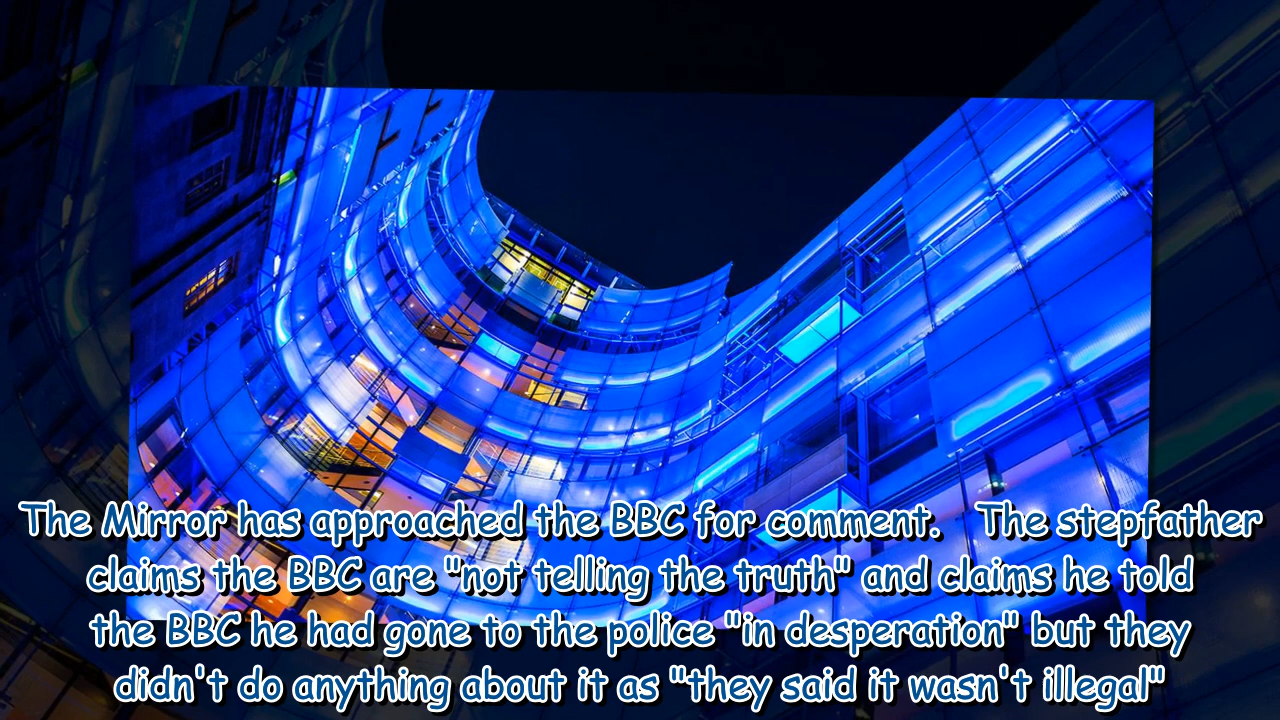 The Mirror has approached the BBC for comment.   The stepfather
claims the BBC are "not telling the truth" and claims he told
the BBC he had gone to the police "in desperation" but they
didn't do anything about it as "they said it wasn't illegal"